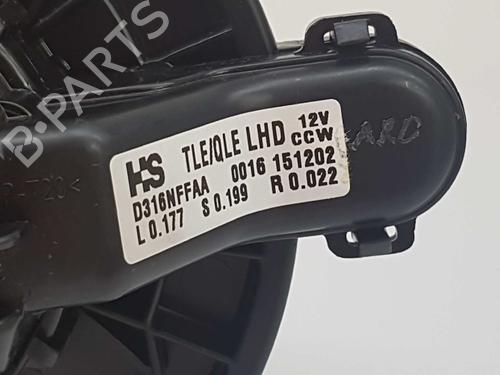 B-PARTS
HS TLE/QLE LHD 12V CCW
D316NFFAA 0016 151202
L 0.177 S 0.199 R 0.022